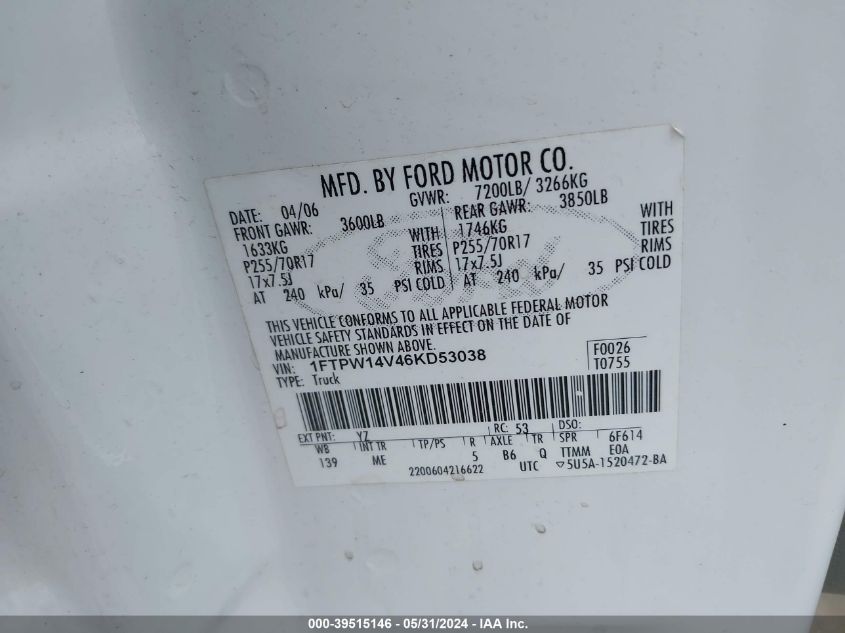 MFD. BY FORD MOTOR CO.
DATE: 04/06 GVWR: 7200LB/ 3266KG
FRONT GAWR: 3600LB REAR GAWR: 3850LB
1633KG WITH 1746KG WITH
P255/70R17 TIRES P255/70R17 TIRES
17x7.5J RIMS 17x7.5J RIMS
AT 240 kPa/ 35 PSI COLD AT 240 kPa/ 35 PSI COLD
THIS VEHICLE CONFORMS TO ALL APPLICABLE FEDERAL MOTOR
VEHICLE SAFETY STANDARDS IN EFFECT ON THE DATE OF
MANUFACTURE SHOWN ABOVE.
VIN: 1FTPW14V46KD53038 F0026
TYPE: Truck T0755
EXT PNT: YZ RC: 53 DSO:
WB INT TR TP/PS R AXLE TR SPR 6F614
139 ME 5 B6 Q TTMM E0A
2200604216622 UTC ▽5U5A-1520472-BA
Ford
000-39515146 - 05/31/2024 - IAA Inc.